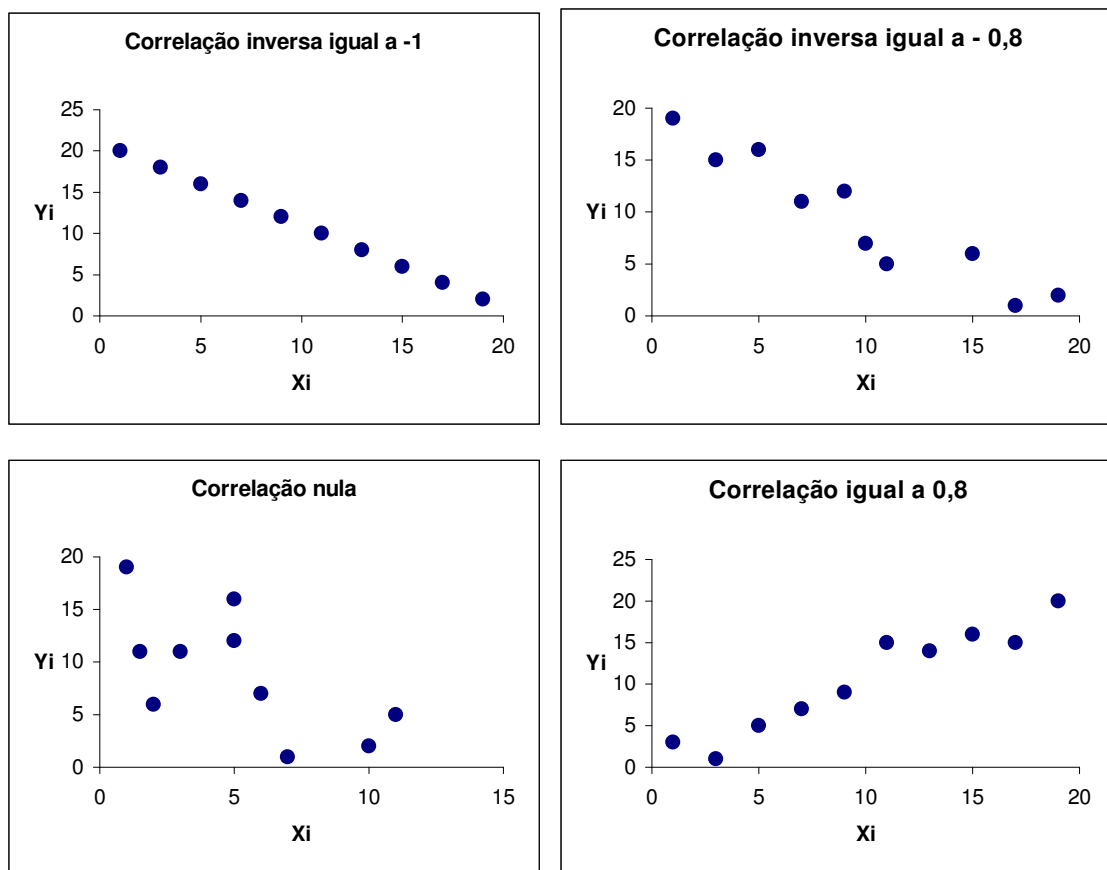 Correlação inversa igual a -1
25
20
15
Yi
10
5
0
0 5 10 15 20
Xi
Correlação inversa igual a - 0,8
20
15
Yi
10
5
0
0 5 10 15 20
Xi
Correlação nula
20
15
Yi
10
5
0
0 5 10 15
Xi
Correlação igual a 0,8
25
20
15
Yi
10
5
0
0 5 10 15 20
Xi